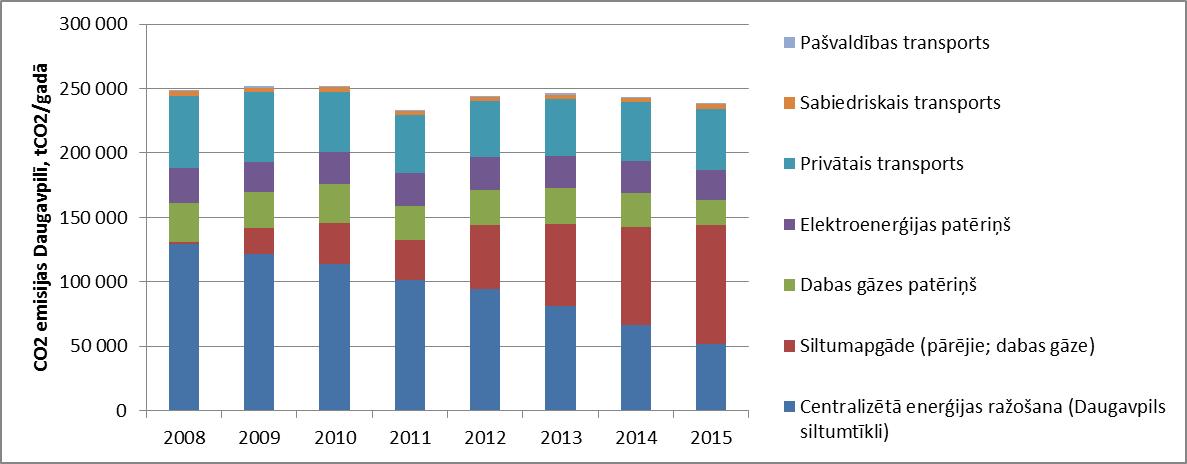 CO2 emisijas Daugavpilī, tCO2/gadā
300 000
250 000
200 000
150 000
100 000
50 000
0
2008 2009 2010 2011 2012 2013 2014 2015
Pašvaldības transports
Sabiedriskais transports
Privātais transports
Elektroenerģijas patēriņš
Dabas gāzes patēriņš
Siltumapgāde (pārējie; dabas gāze)
Centralizētā enerģijas ražošana (Daugavpils
siltumtīkli)